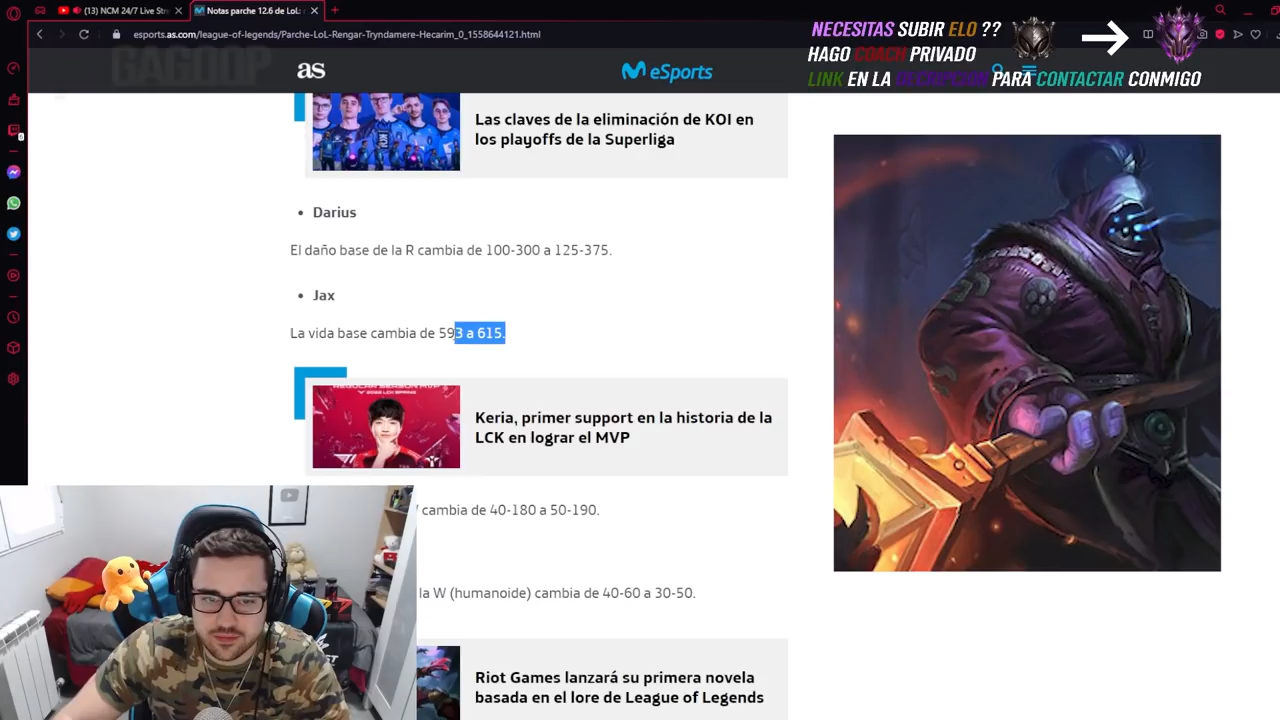 (13) NCM 24/7 Live Str
Notas parche 12.6 de LoL:
esports.as.com/league-of-legends/Parche-LoL-Rengar-Tryndamere-Hecarim_0_1558644121.html
NECESITAS SUBIR ELO ??
HAGO COACH PRIVADO
LINK EN LA DESCRIPCION PARA CONTACTAR CONMIGO
as
eSports
Las claves de la eliminación de KOI en
los playoffs de la Superliga
Darius
El daño base de la R cambia de 100-300 a 125-375.
Jax
La vida base cambia de 593 a 615.
REGULAR SEASON MVP
Keria, primer support en la historia de la
LCK en lograr el MVP
cambia de 40-180 a 50-190.
la W (humanoide) cambia de 40-60 a 30-50.
Riot Games lanzará su primera novela
basada en el lore de League of Legends